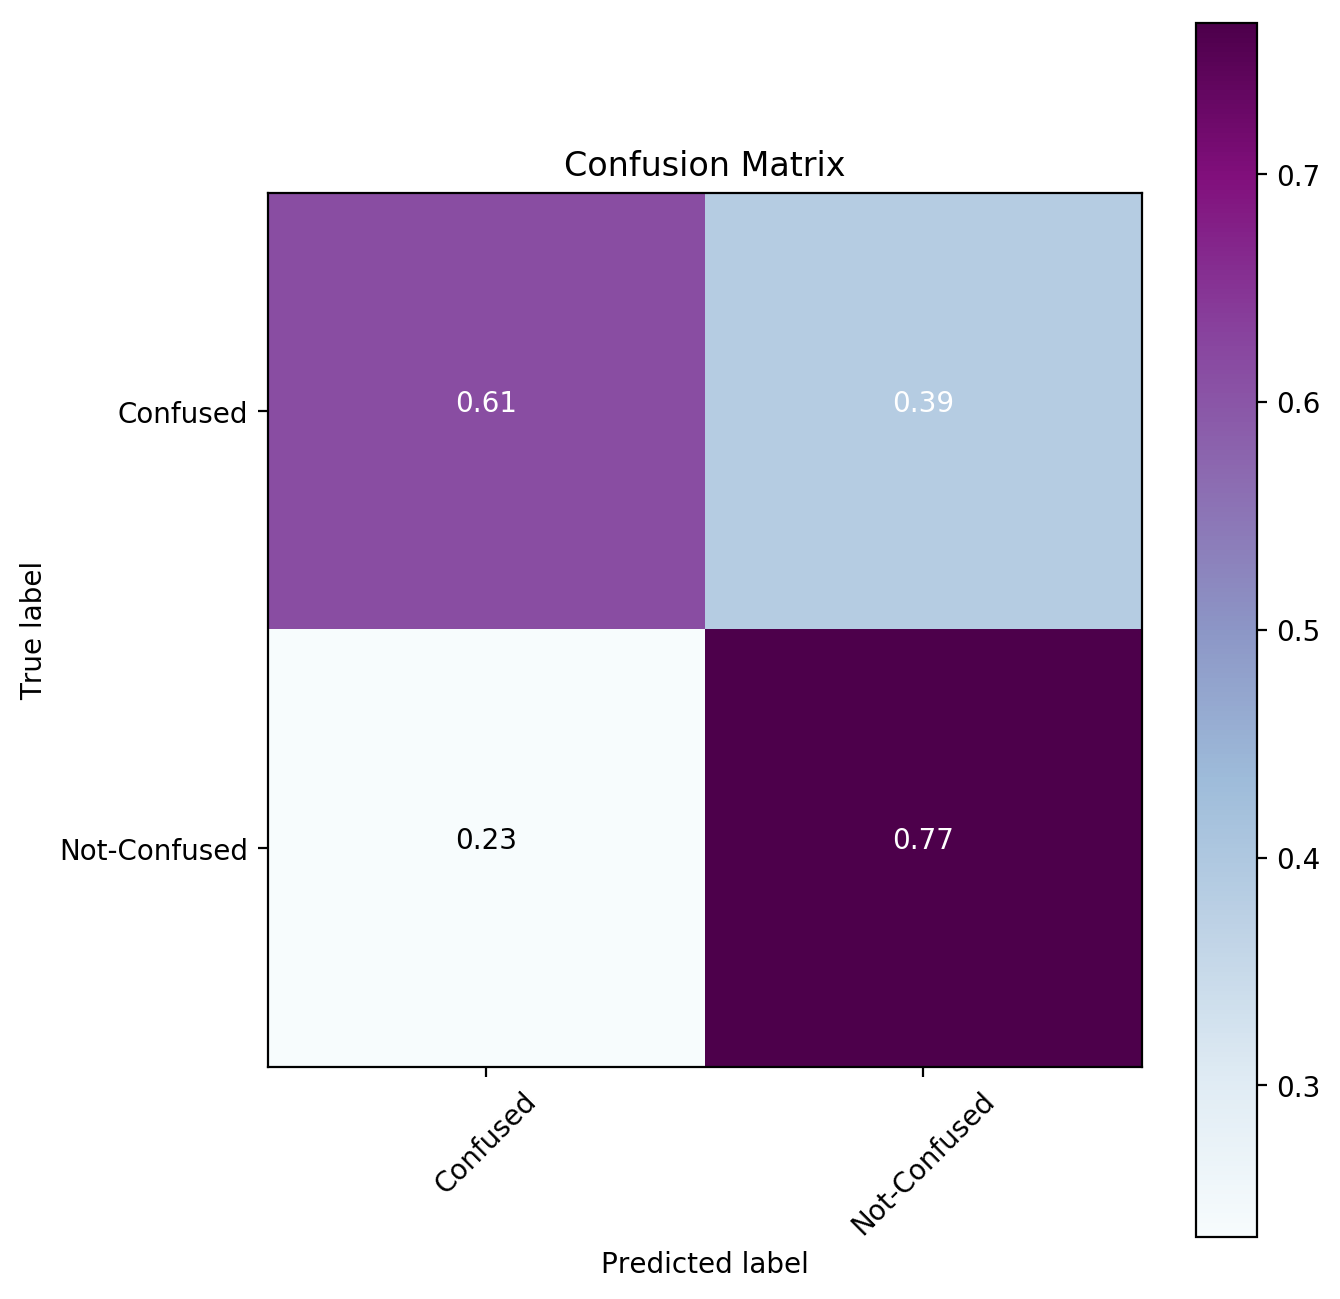 Confusion Matrix
True label
Confused
0.61
0.39
Not-Confused
0.23
0.77
Confused
Not-Confused
Predicted label
0.7
0.6
0.5
0.4
0.3